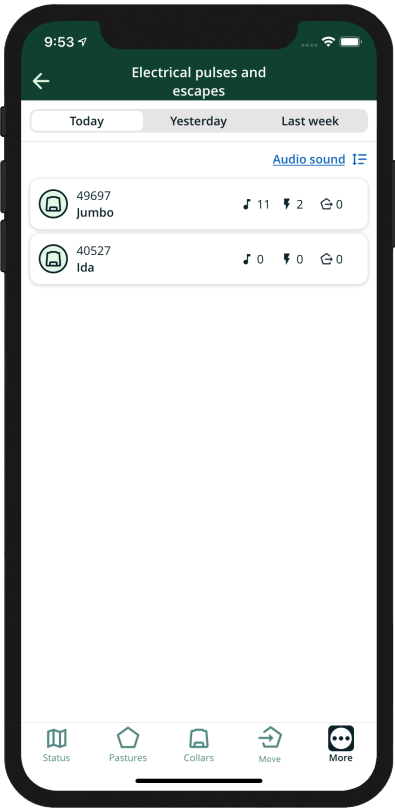 9:53
Electrical pulses and
escapes
Today Yesterday Last week
Audio sound
49697
Jumbo
11 2 0
40527
Ida
0 0 0
Status Pastures Collars Move More